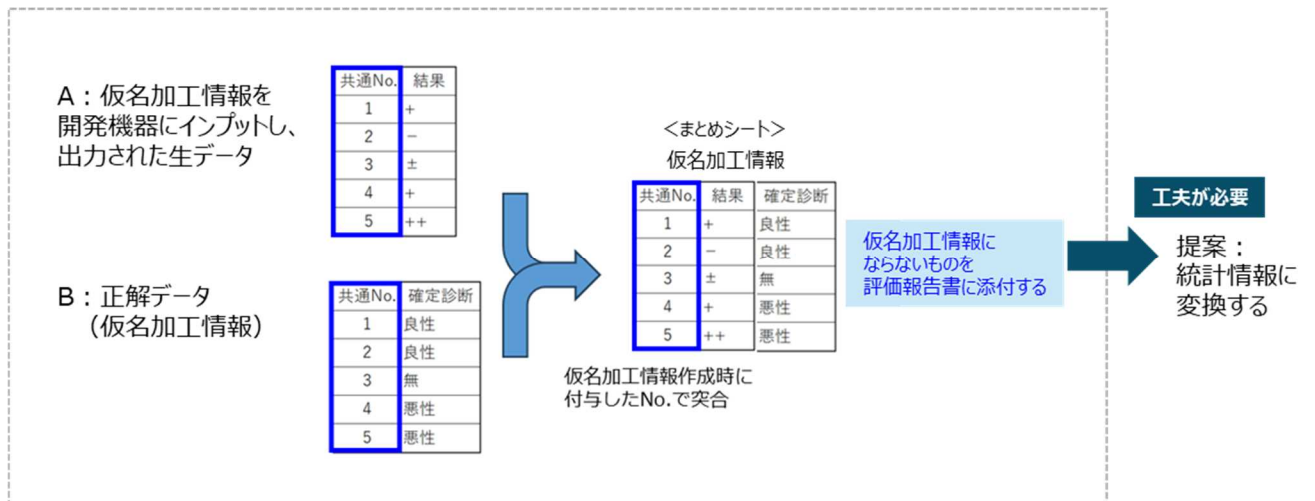 A：仮名加工情報を
開発機器にインプットし、
出力された生データ
共通No. 結果
1 +
2 −
3 ±
4 +
5 ++
B：正解データ
（仮名加工情報）
共通No. 確定診断
1 良性
2 良性
3 無
4 悪性
5 悪性
＜まとめシート＞
仮名加工情報
共通No. 結果 確定診断
1 + 良性
2 − 良性
3 ± 無
4 + 悪性
5 ++ 悪性
仮名加工情報作成時に
付与したNo.で突合
仮名加工情報に
ならないものを
評価報告書に添付する
工夫が必要
提案：
統計情報に
変換する